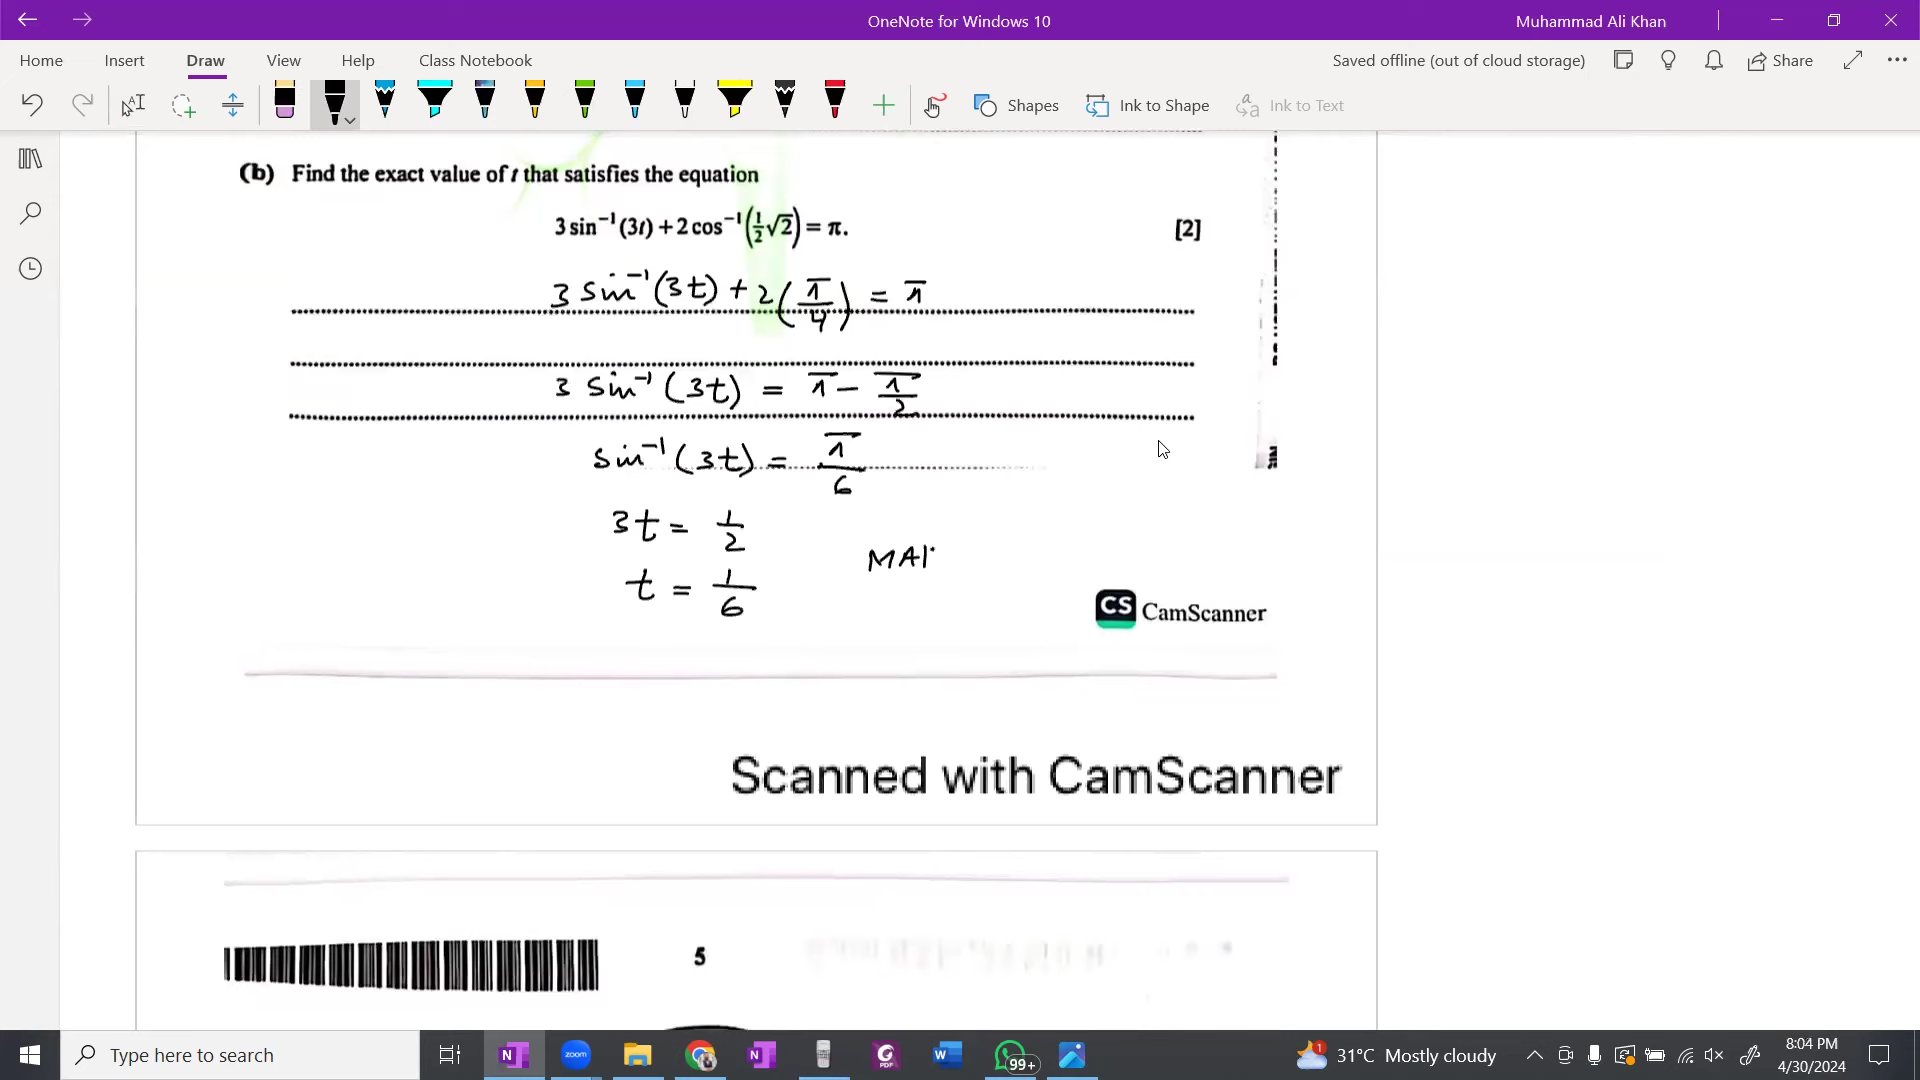 OneNote for Windows 10
Muhammad Ali Khan
Home Insert Draw View Help Class Notebook
Saved offline (out of cloud storage) Share
Shapes Ink to Shape Ink to Text
(b) Find the exact value of t that satisfies the equation
3 sin⁻¹(3t) + 2 cos⁻¹(½√2) = π. [2]
3 sin⁻¹(3t) + 2(π/4) = π
3 sin⁻¹(3t) = π − π/2
sin⁻¹(3t) = π/6
3t = 1/2
MAI
t = 1/6
CS CamScanner
Scanned with CamScanner
5
Type here to search
zoom
99+
31°C Mostly cloudy
8:04 PM
4/30/2024